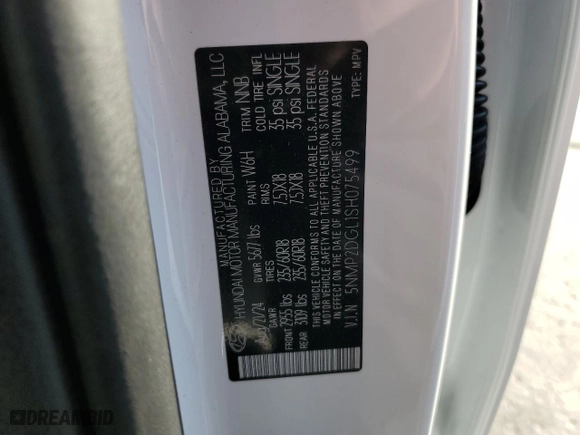 MANUFACTURED BY
HYUNDAI MOTOR MANUFACTURING ALABAMA, LLC
/21/24 GVWR 5677 lbs PAINT W6H TRIM NNB
GAWR TIRES RIMS COLD TIRE INFL
FRONT 2955 lbs 235/60R18 7.5JX18 35 psi SINGLE
REAR 3109 lbs 235/60R18 7.5JX18 35 psi SINGLE
THIS VEHICLE CONFORMS TO ALL APPLICABLE U.S.A. FEDERAL
MOTOR VEHICLE SAFETY AND THEFT PREVENTION STANDARDS
IN EFFECT ON THE DATE OF MANUFACTURE SHOWN ABOVE
V.I.N 5NMP2DGL1SH075499 TYPE: MPV
DREAMBID